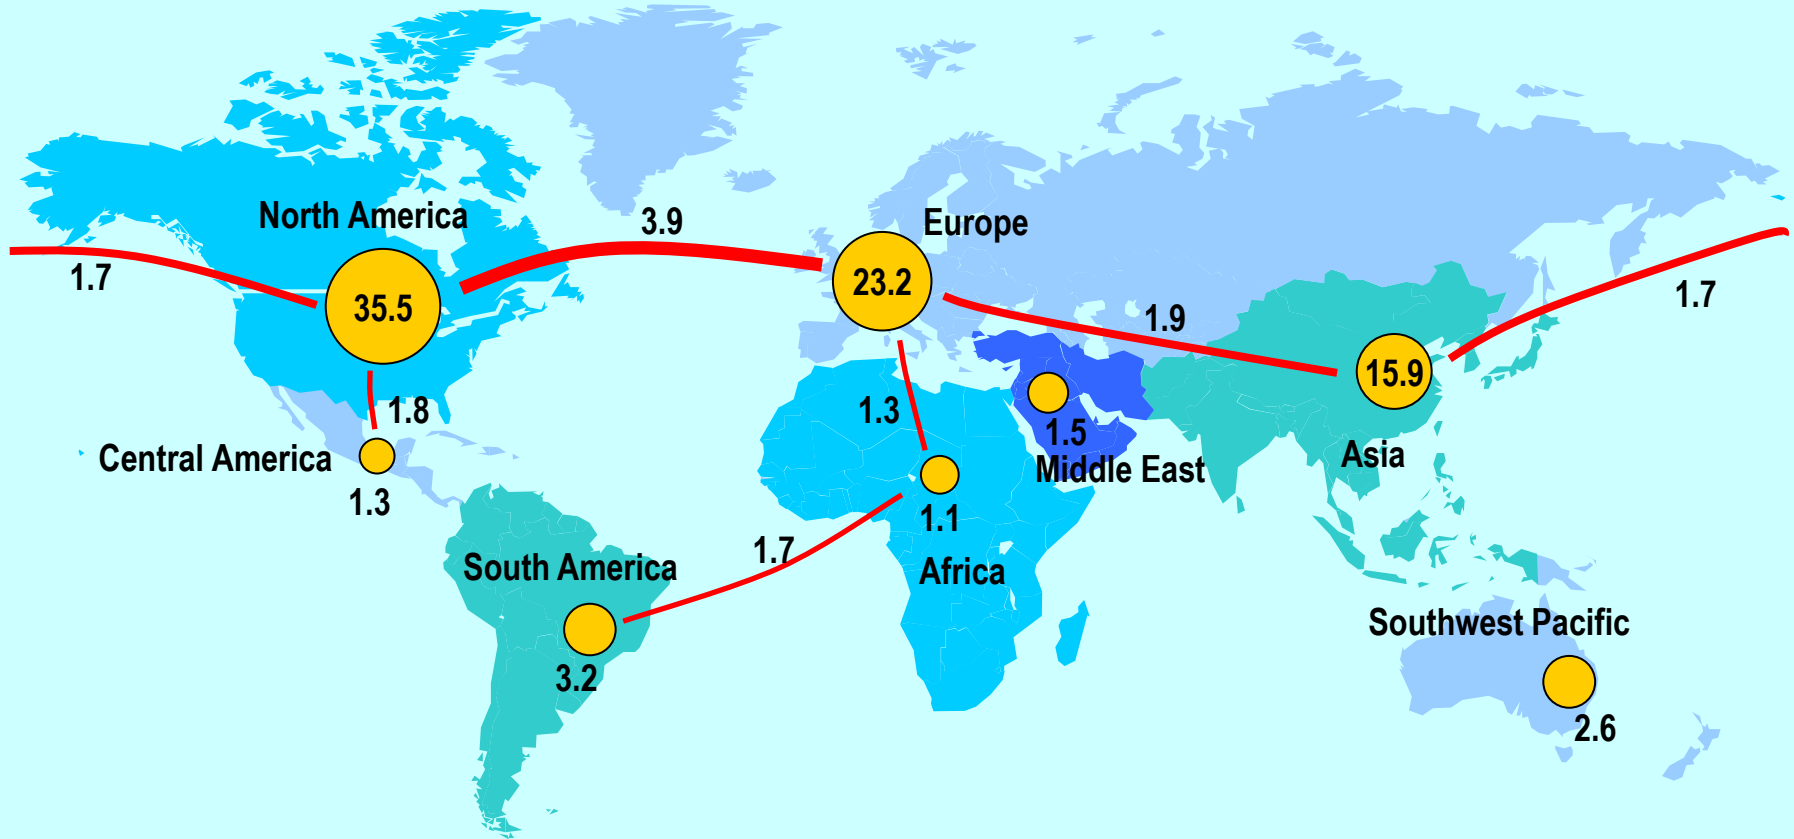 North America
3.9
Europe
1.7
35.5
23.2
1.7
1.9
15.9
1.8
1.3
1.5
Central America
Middle East
Asia
1.3
1.1
1.7
South America
Africa
Southwest Pacific
3.2
2.6